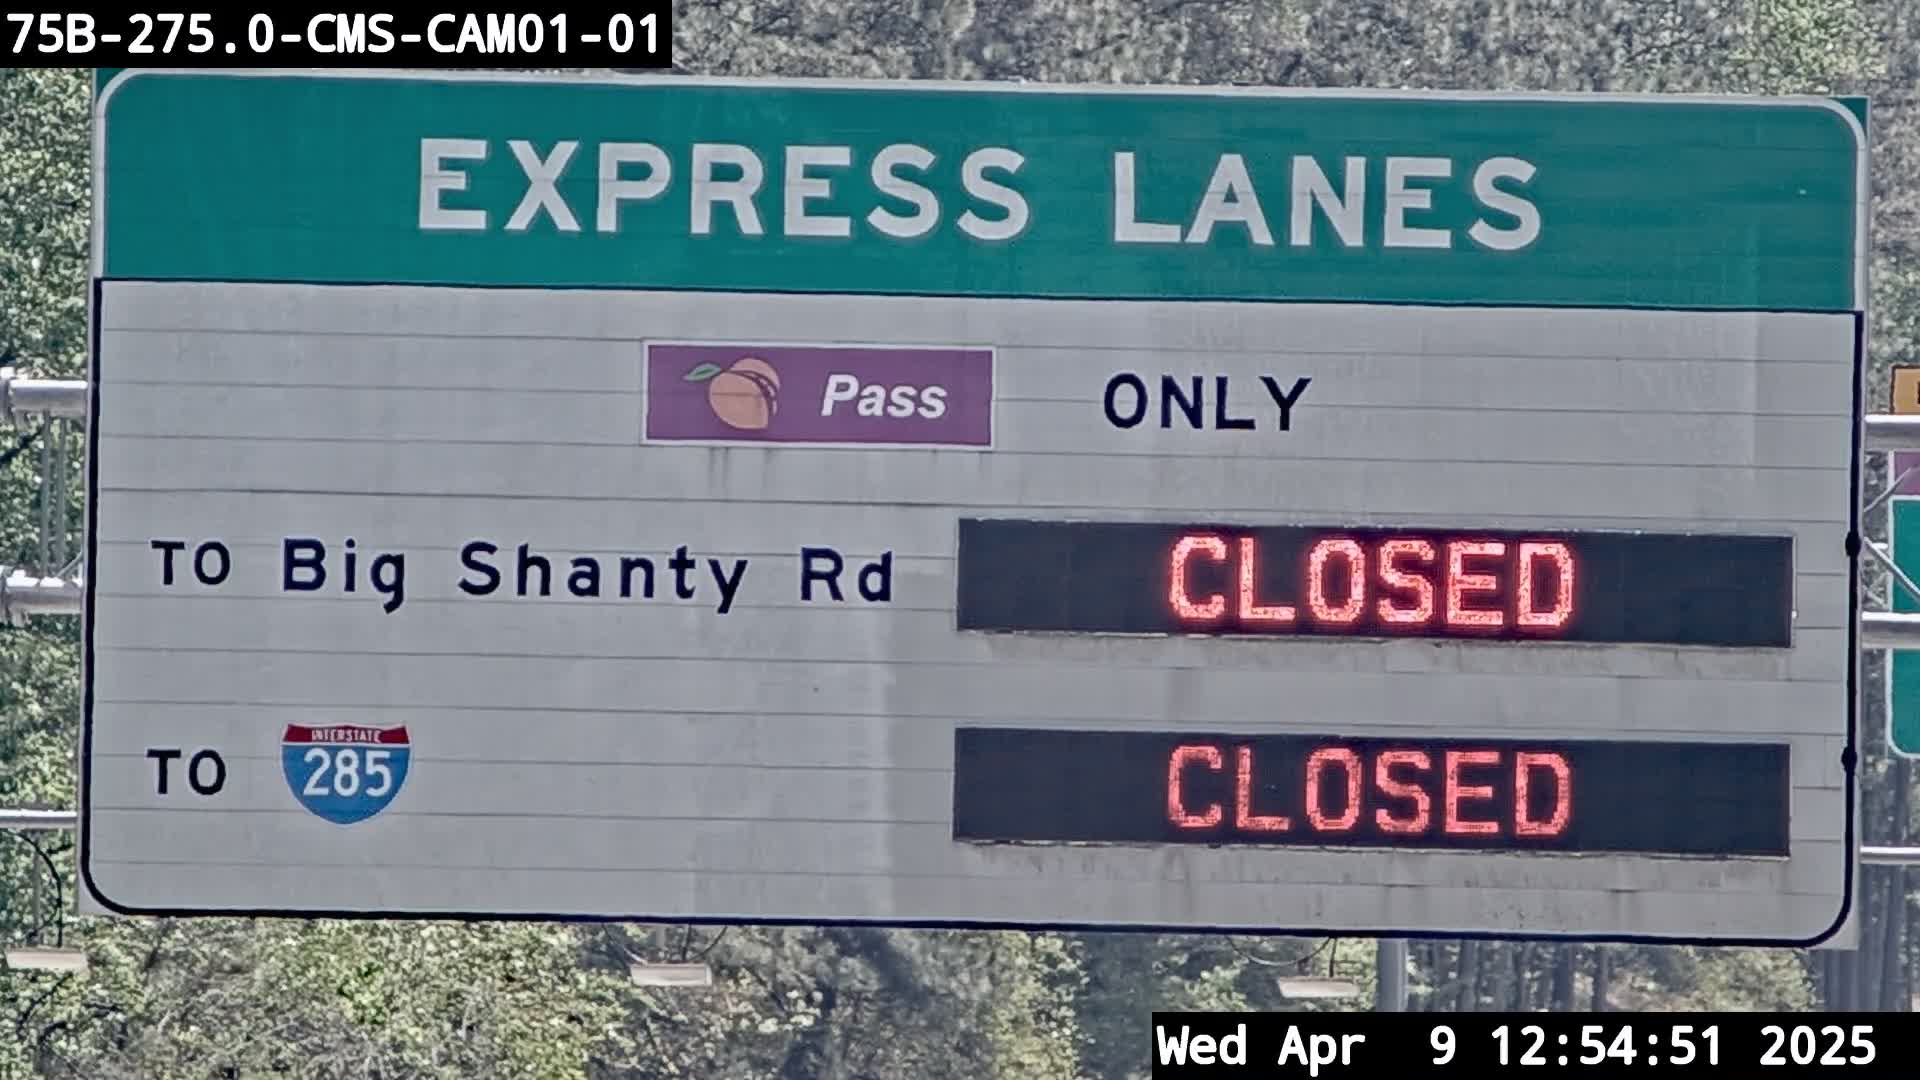 75B-275.0-CMS-CAM01-01
EXPRESS LANES
Pass ONLY
TO Big Shanty Rd CLOSED
TO INTERSTATE 285 CLOSED
Wed Apr 9 12:54:51 2025